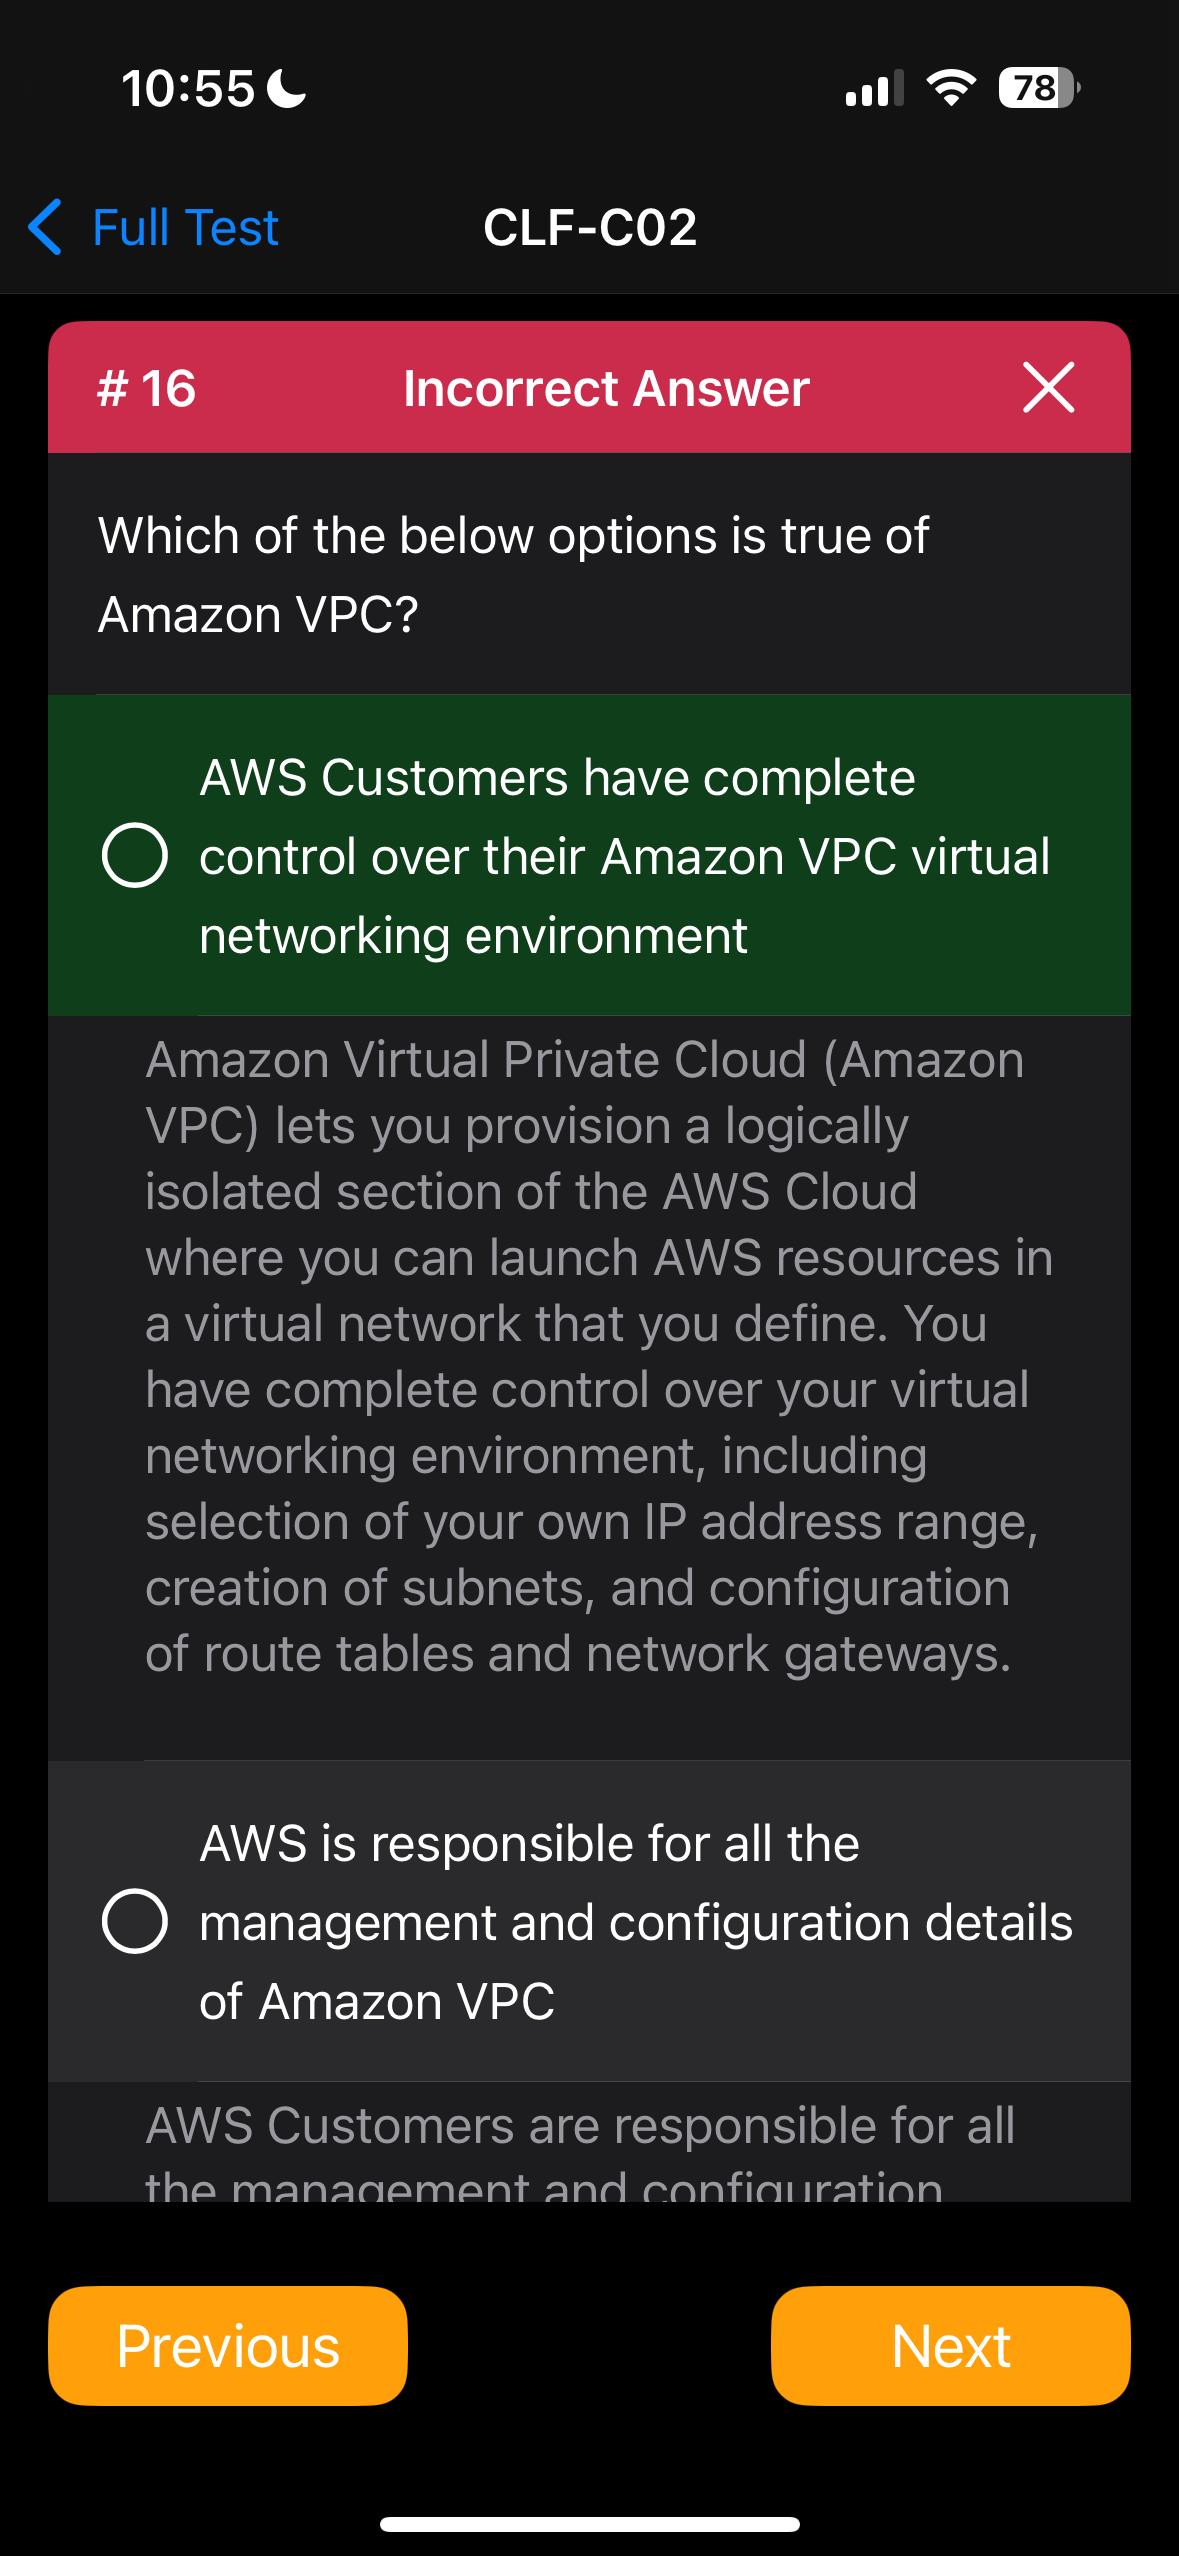 10:55
78
Full Test
CLF-C02
# 16
Incorrect Answer
Which of the below options is true of
Amazon VPC?
AWS Customers have complete
control over their Amazon VPC virtual
networking environment
Amazon Virtual Private Cloud (Amazon
VPC) lets you provision a logically
isolated section of the AWS Cloud
where you can launch AWS resources in
a virtual network that you define. You
have complete control over your virtual
networking environment, including
selection of your own IP address range,
creation of subnets, and configuration
of route tables and network gateways.
AWS is responsible for all the
management and configuration details
of Amazon VPC
AWS Customers are responsible for all
the management and configuration
Previous
Next